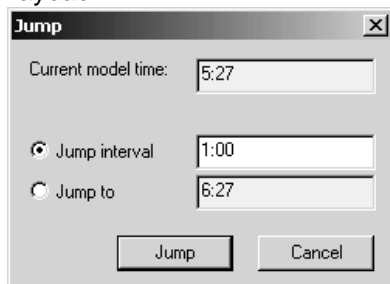 Jump
Current model time: 5:27
Jump interval 1:00
Jump to 6:27
Jump Cancel